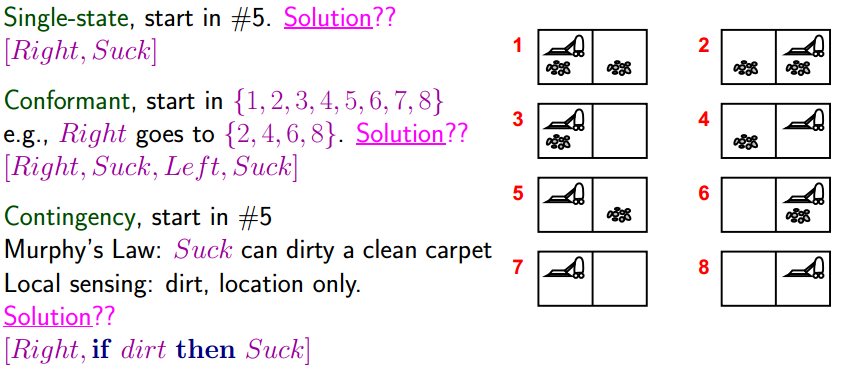 Single-state, start in #5. Solution??
[Right, Suck]
Conformant, start in {1, 2, 3, 4, 5, 6, 7, 8}
e.g., Right goes to {2, 4, 6, 8}. Solution??
[Right, Suck, Left, Suck]
Contingency, start in #5
Murphy's Law: Suck can dirty a clean carpet
Local sensing: dirt, location only.
Solution??
[Right, if dirt then Suck]
1 2
3 4
5 6
7 8